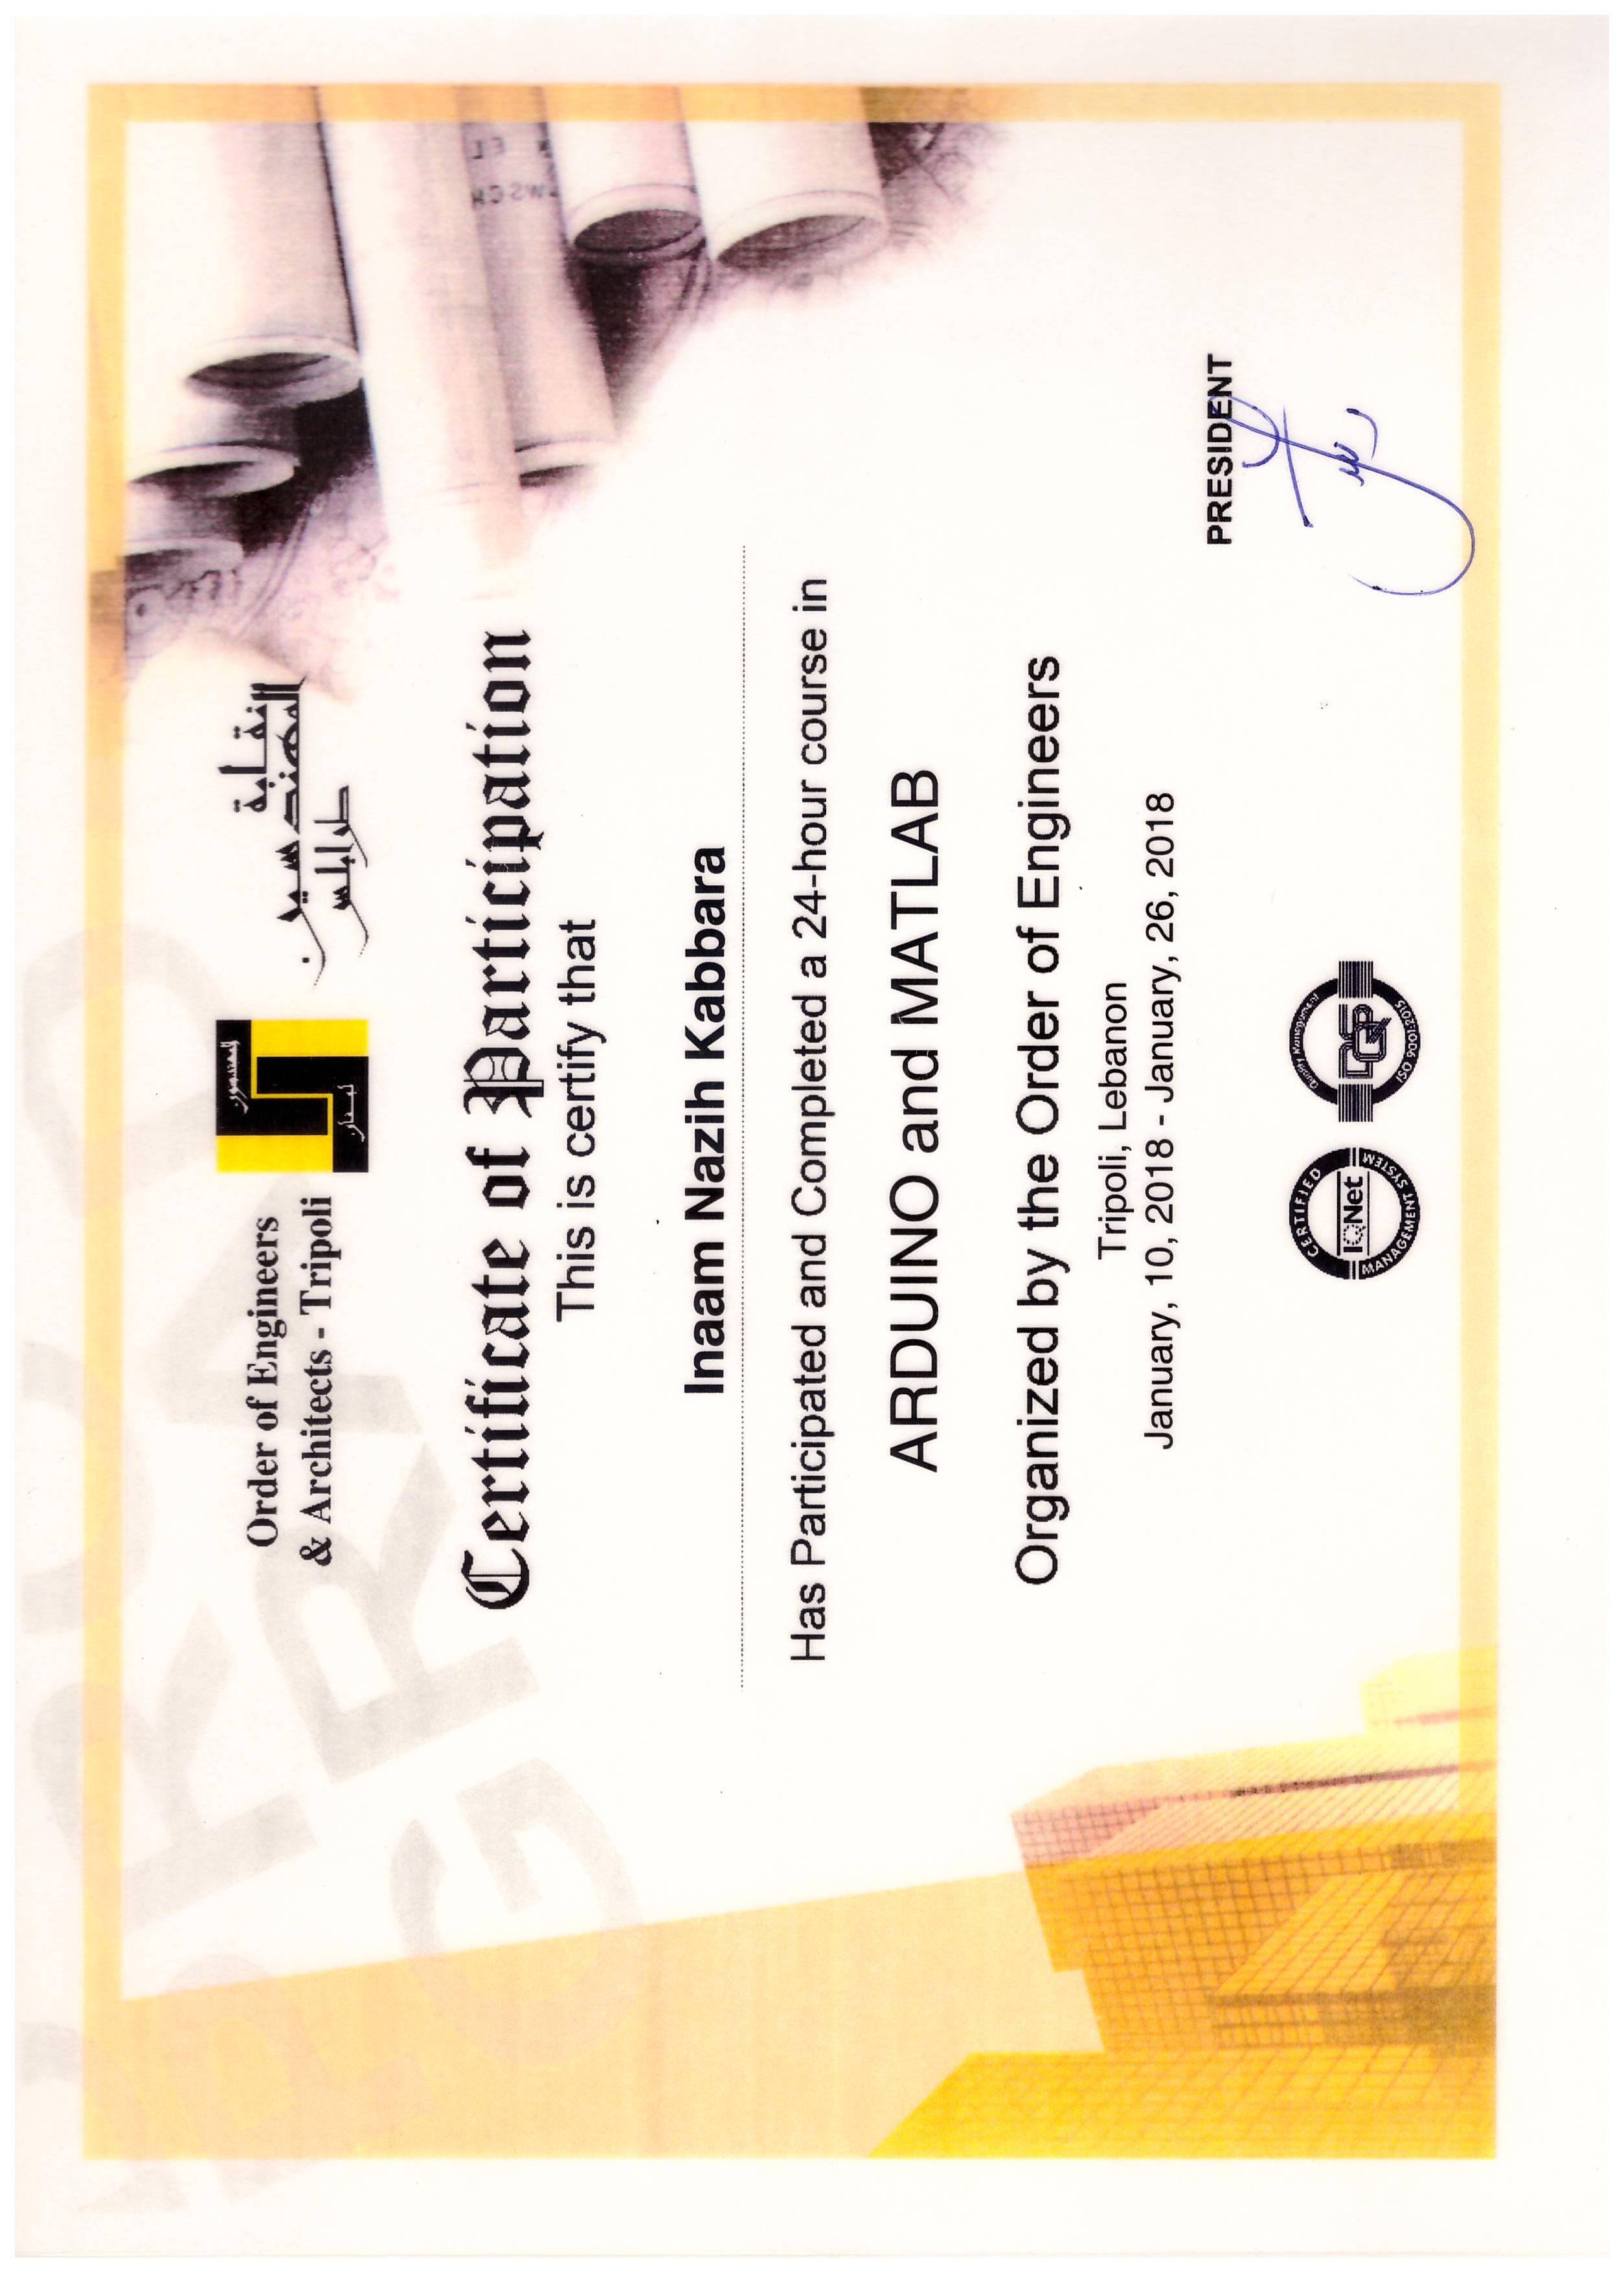 Order of Engineers
& Architects - Tripoli
المهندسون
لبنان
نقابة
المهندسين
طرابلس
Certificate of Participation
This is certify that
Inaam Nazih Kabbara
Has Participated and Completed a 24-hour course in
ARDUINO and MATLAB
Organized by the Order of Engineers
Tripoli, Lebanon
January, 10, 2018 - January, 26, 2018
PRESIDENT
CERTIFIED
IQNet
MANAGEMENT SYSTEM
Quality Management
DQS
ISO 9001:2015